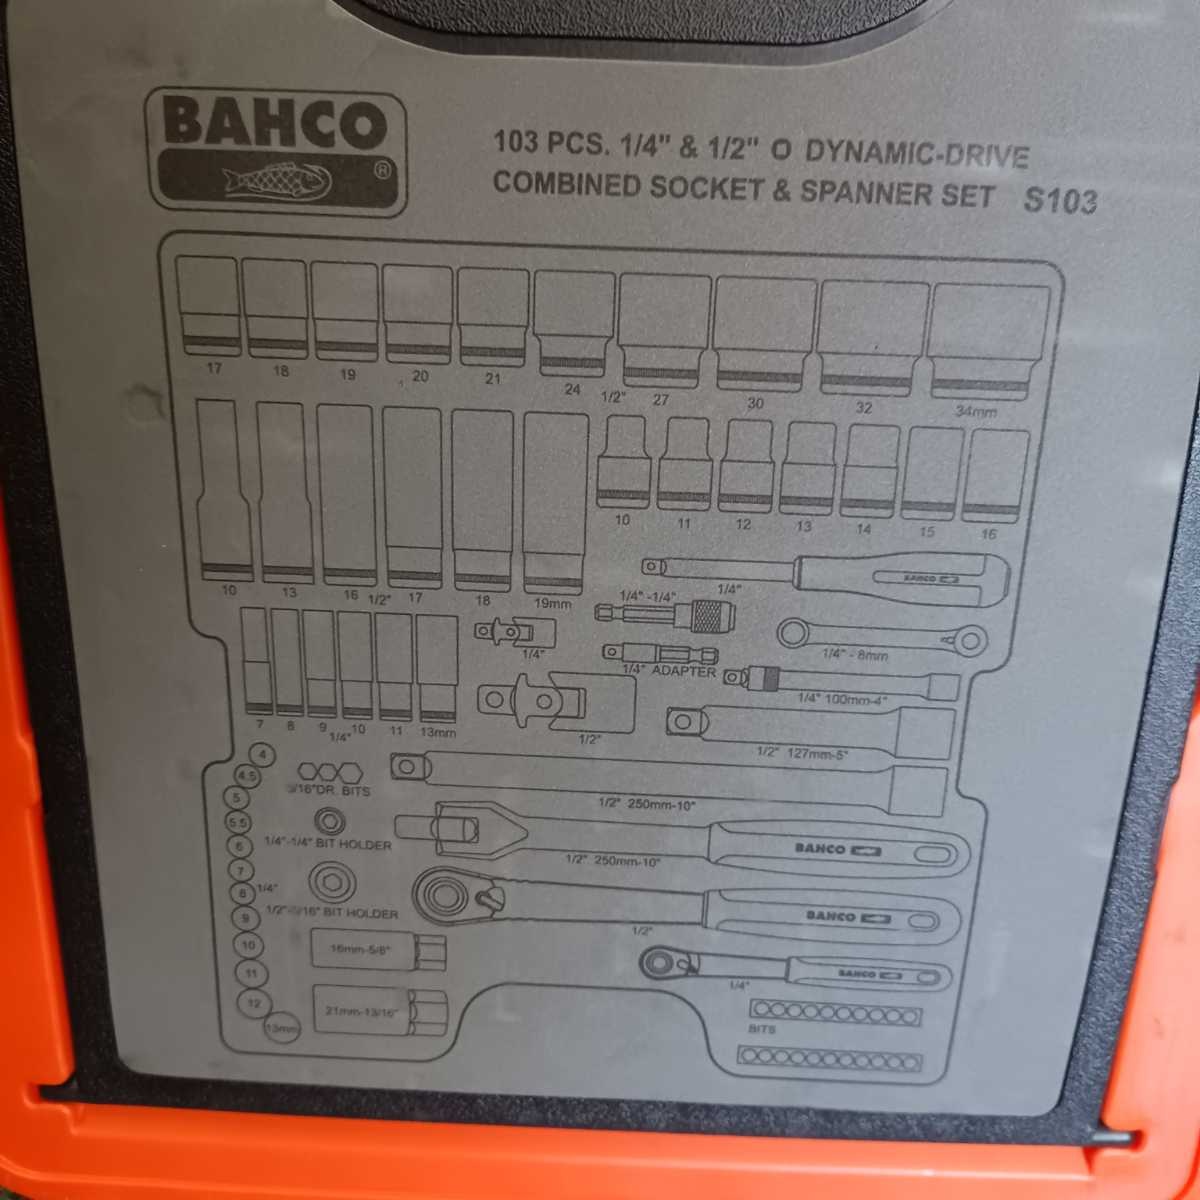 BAHCO
®
103 PCS. 1/4" & 1/2" DYNAMIC-DRIVE
COMBINED SOCKET & SPANNER SET S103
17 18 19 20 21 24 27 30 32 34mm
1/2"
10 11 12 13 14 15 16
10 13 16 17 18 19mm
1/2"
BAHCO
1/4"
1/4" -1/4"
1/4" - 8mm
1/4"
1/4" ADAPTER
1/4" 100mm-4"
7 8 9 10 11 13mm
1/4"
1/2"
1/2" 127mm-5"
4
4.5
5
5.5
6
7
8
9
10
11
12
13mm
1/4"
5/16"DR. BITS
1/4"-1/4" BIT HOLDER
1/2"-5/16" BIT HOLDER
16mm-5/8"
21mm-13/16"
1/2" 250mm-10"
BAHCO
1/2" 250mm-10"
BAHCO
1/2"
BAHCO
1/4"
BITS